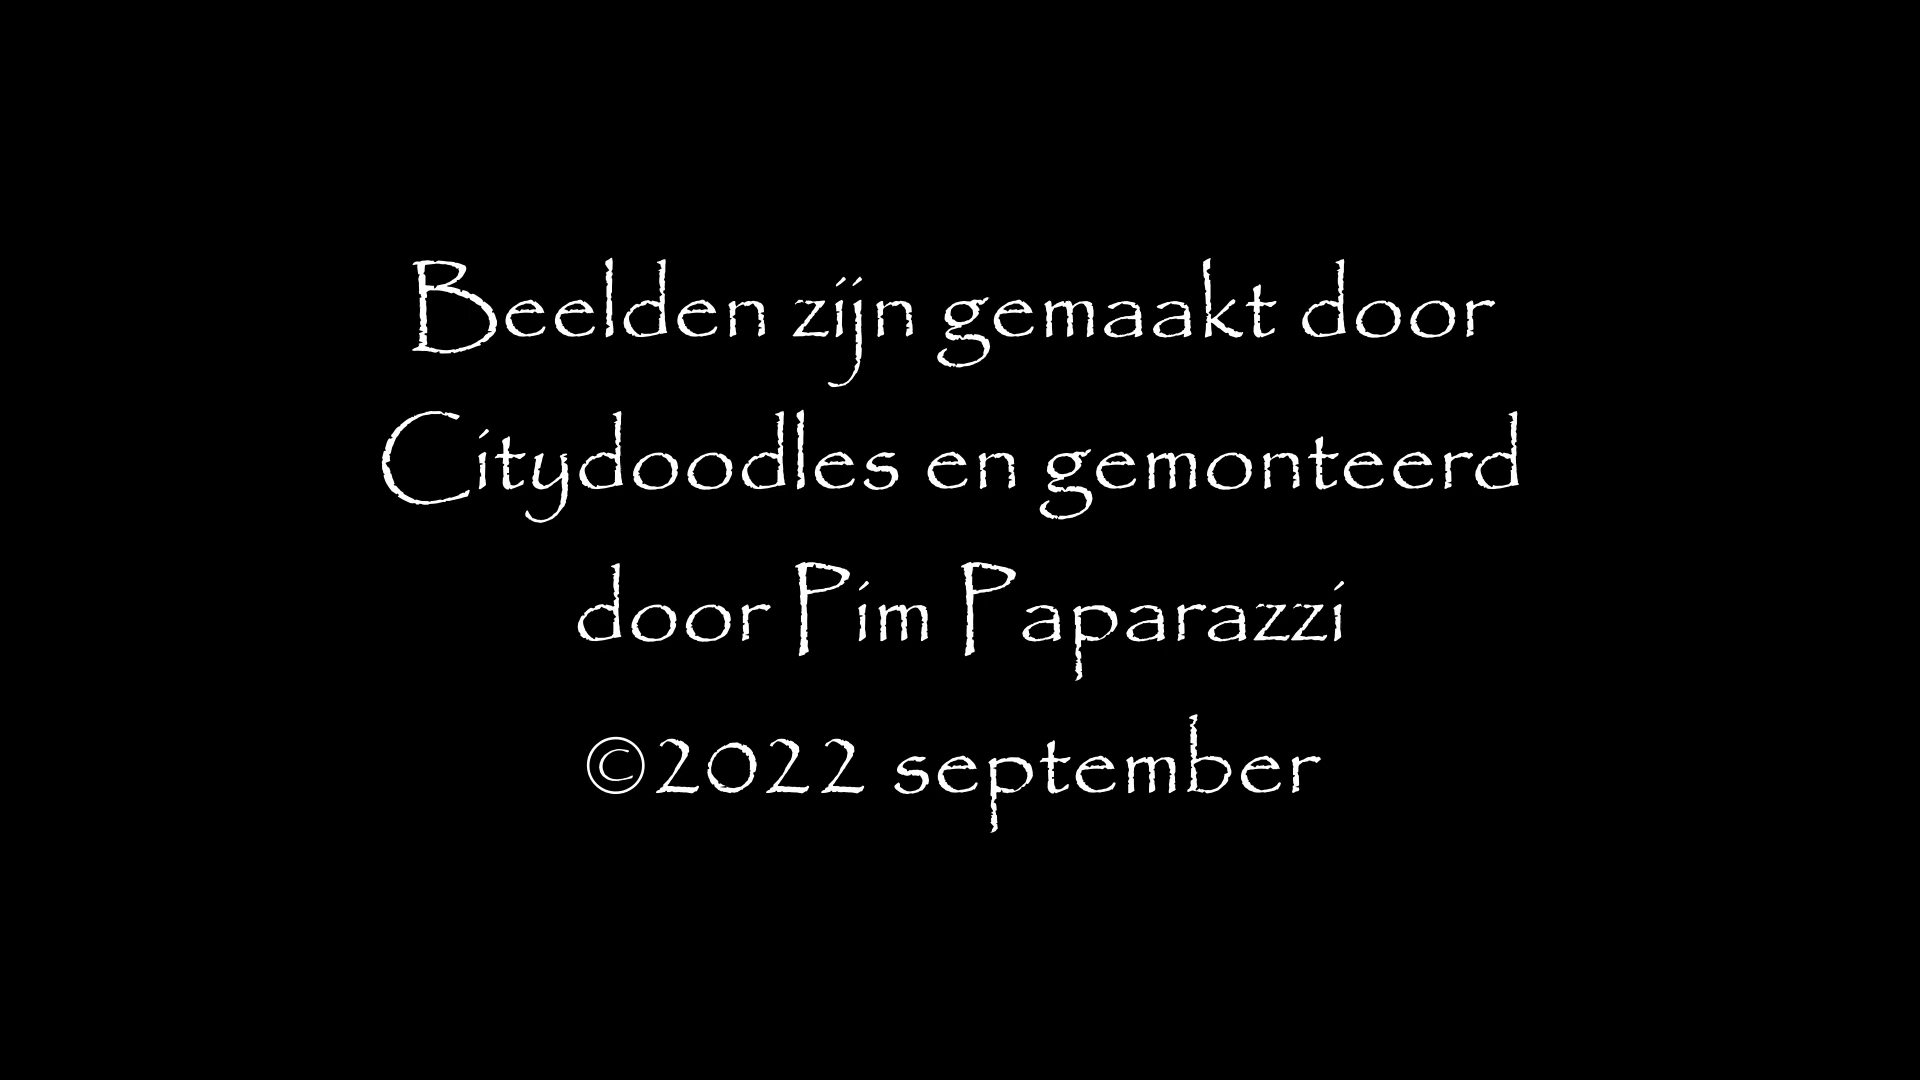 Beelden zijn gemaakt door
Citydoodles en gemonteerd
door Pim Paparazzi
©2022 september